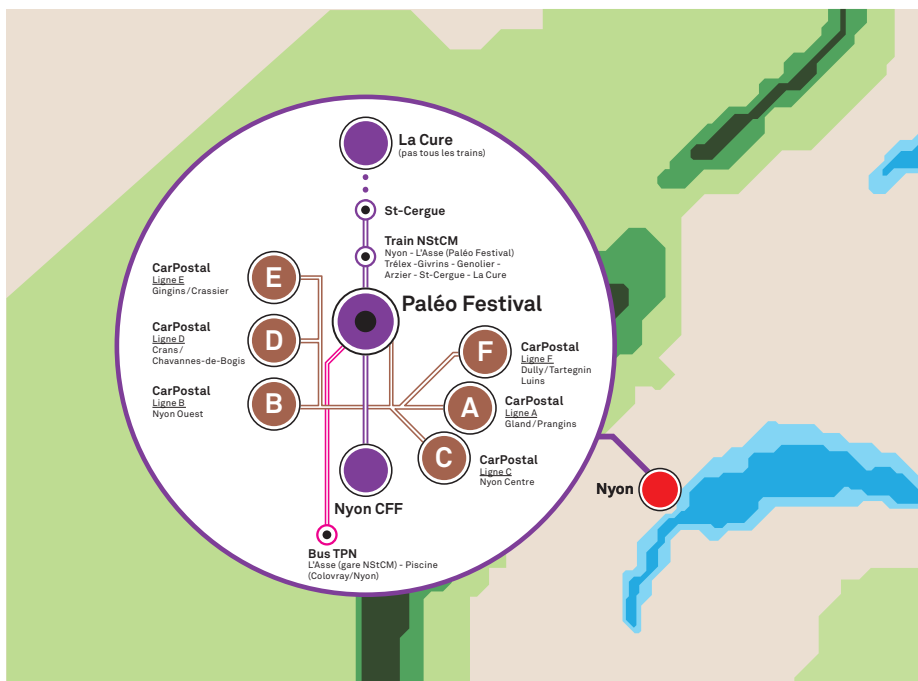 La Cure
(pas tous les trains)
St-Cergue
Train NStCM
Nyon - L'Asse (Paléo Festival)
Trélex -Givrins - Genolier -
Arzier - St-Cergue - La Cure
Paléo Festival
CarPostal
Ligne E
Gingins/Crassier
E
CarPostal
Ligne D
Crans/
Chavannes-de-Bogis
D
CarPostal
Ligne B
Nyon Ouest
B
F
CarPostal
Ligne F
Dully/Tartegnin
Luins
A
CarPostal
Ligne A
Gland/Prangins
C
CarPostal
Ligne C
Nyon Centre
Nyon CFF
Bus TPN
L'Asse (gare NStCM) - Piscine
(Colovray/Nyon)
Nyon